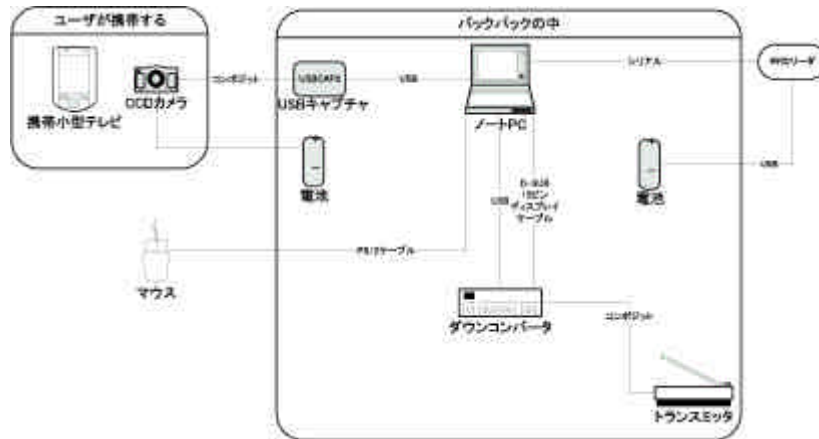 ユーザが携帯する
バックパックの中
携帯小型テレビ
CCDカメラ
コンポジット
USBキャプチャ
USB
ノートPC
シリアル
電池
電池
USB
USB
D-SUB
15ピン
ディスプレイ
ケーブル
PS/2ケーブル
マウス
ダウンコンバータ
コンポジット
トランスミッタ